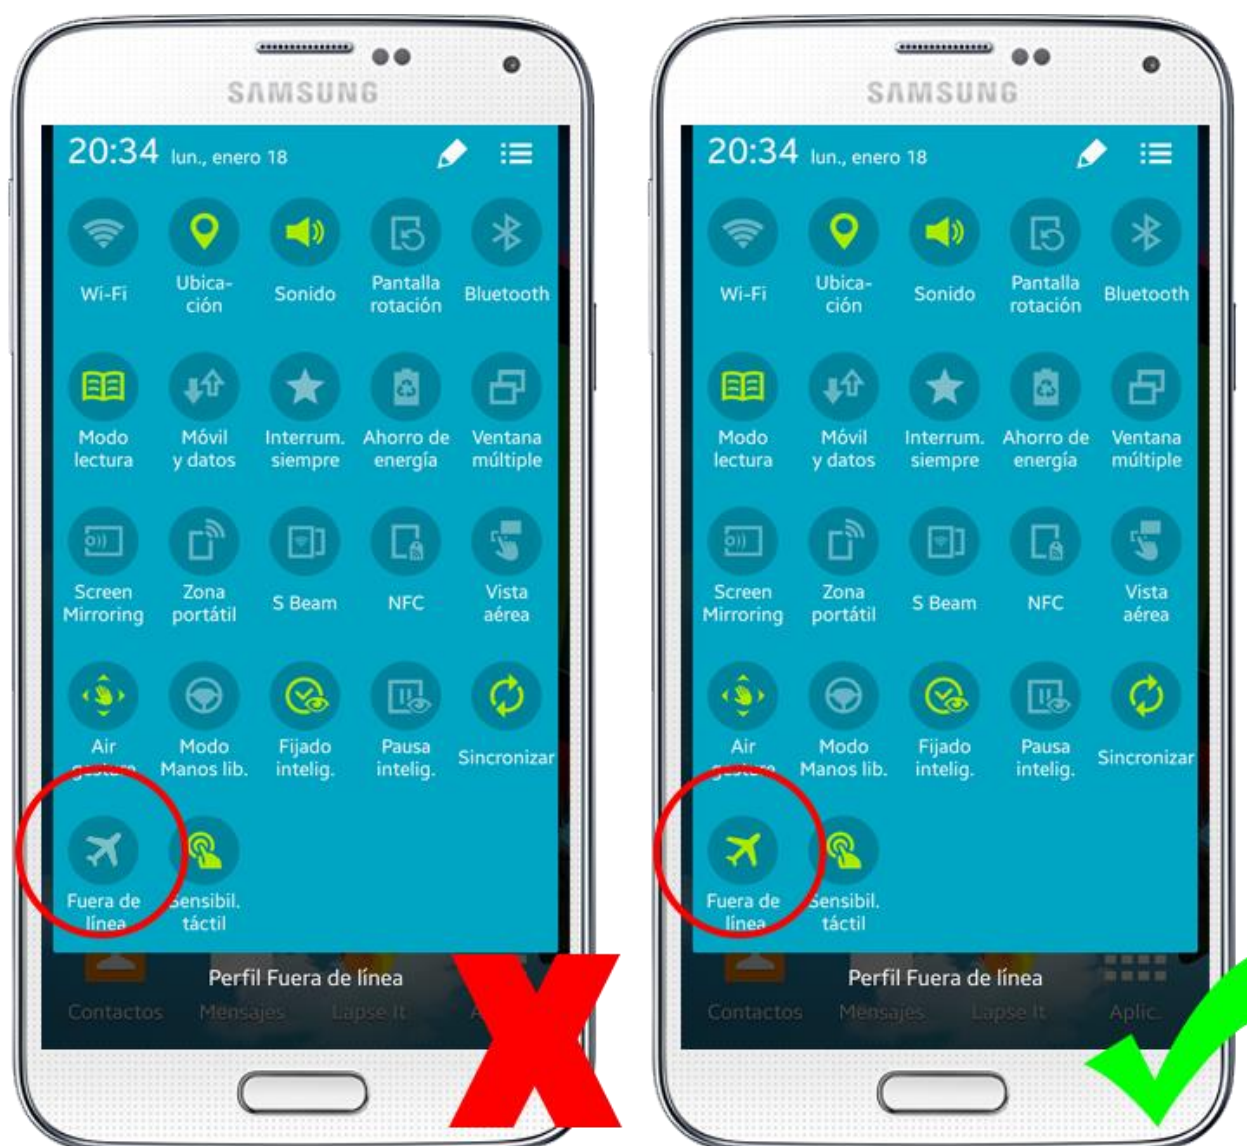 SAMSUNG
20:34 lun., enero 18
Wi-Fi
Ubica-
ción
Sonido
Pantalla
rotación
Bluetooth
Modo
lectura
Móvil
y datos
Interrum.
siempre
Ahorro de
energía
Ventana
múltiple
Screen
Mirroring
Zona
portátil
S Beam
NFC
Vista
aérea
Air
gesture
Modo
Manos lib.
Fijado
intelig.
Pausa
intelig.
Sincronizar
Fuera de
línea
Sensibil.
táctil
Perfil Fuera de línea
Contactos
Mensajes
Lapse It
SAMSUNG
20:34 lun., enero 18
Wi-Fi
Ubica-
ción
Sonido
Pantalla
rotación
Bluetooth
Modo
lectura
Móvil
y datos
Interrum.
siempre
Ahorro de
energía
Ventana
múltiple
Screen
Mirroring
Zona
portátil
S Beam
NFC
Vista
aérea
Air
gesture
Modo
Manos lib.
Fijado
intelig.
Pausa
intelig.
Sincronizar
Fuera de
línea
Sensibil.
táctil
Perfil Fuera de línea
Contactos
Mensajes
Lapse It
Aplic.